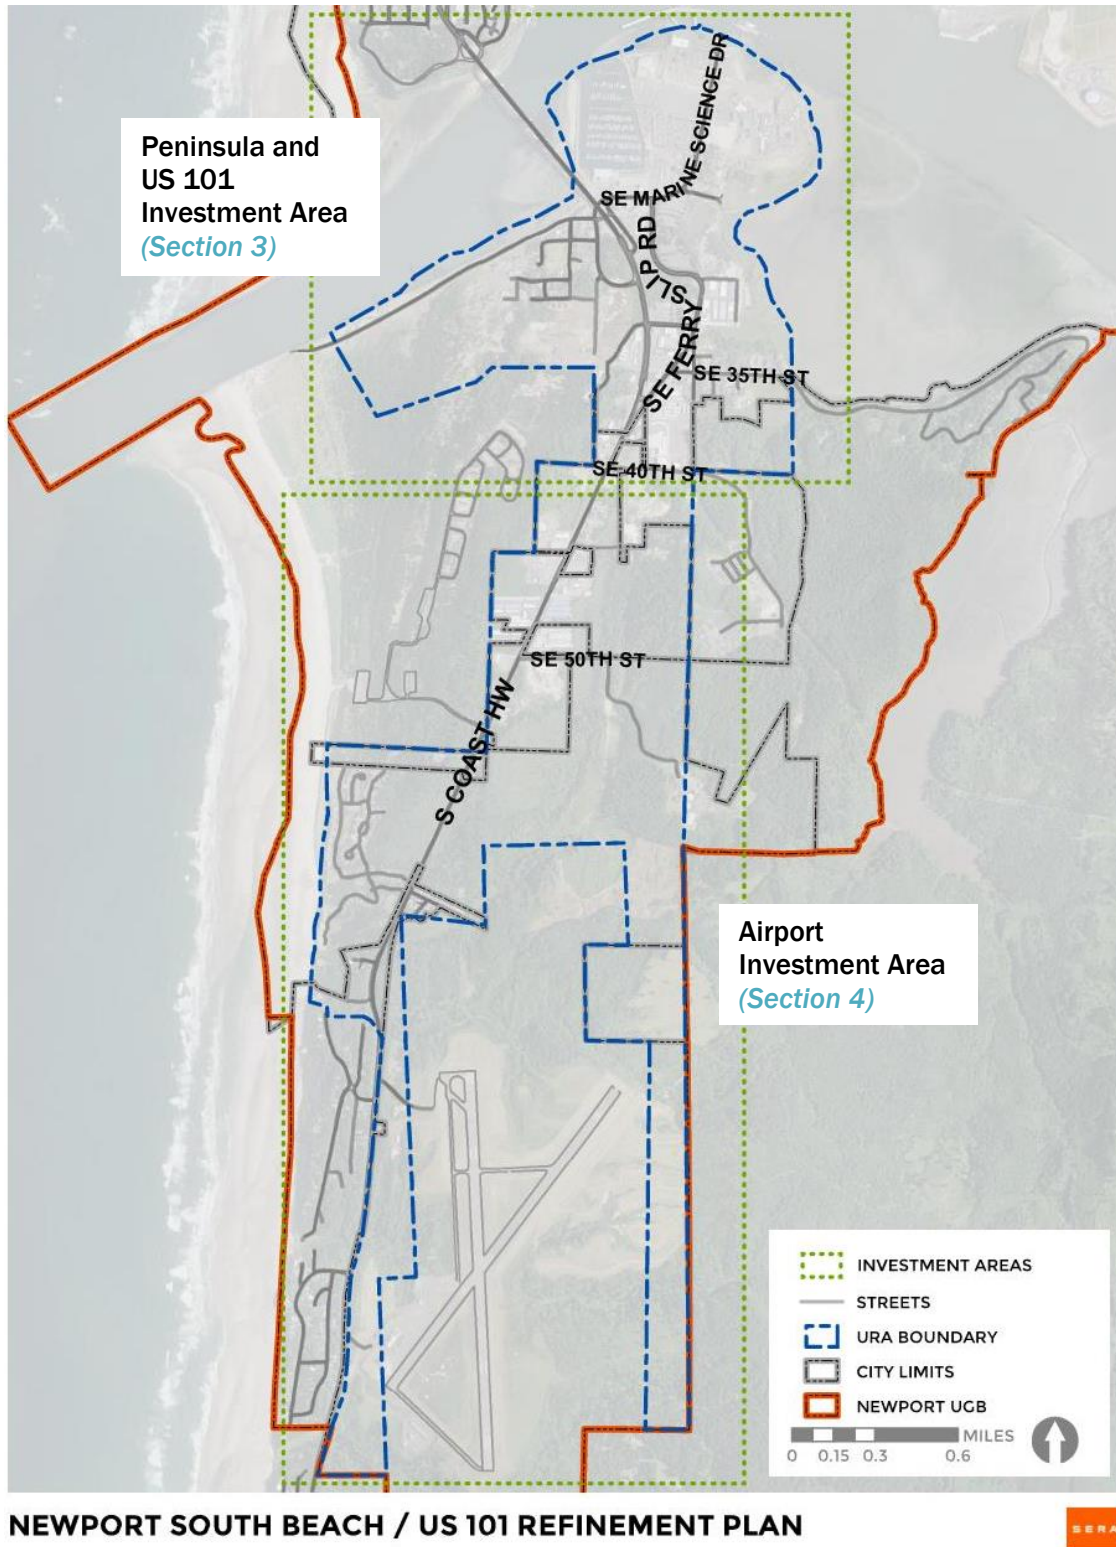 SE MARINE SCIENCE DR
Peninsula and
US 101
Investment Area
(Section 3)
SLIP RD
SE FERRY
SE 35TH ST
SE 40TH ST
SE 50TH ST
S COAST HW
Airport
Investment Area
(Section 4)
INVESTMENT AREAS
STREETS
URA BOUNDARY
CITY LIMITS
NEWPORT UGB
MILES
0 0.15 0.3 0.6
NEWPORT SOUTH BEACH / US 101 REFINEMENT PLAN
SERA